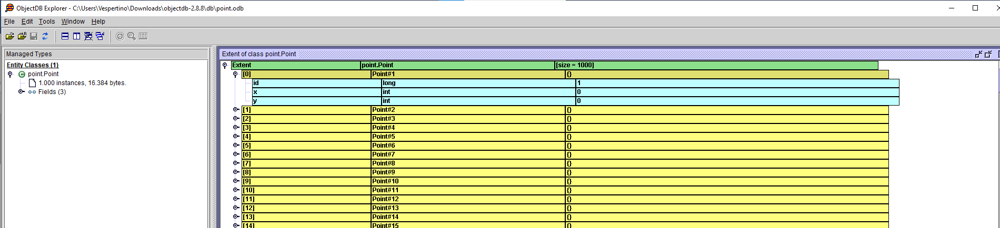 ObjectDB Explorer - C:\Users\Vespertino\Downloads\objectdb-2.8.8\db\point.odb
File Edit Tools Window Help
Managed Types
Entity Classes (1)
point.Point
1.000 instances, 16.384 bytes.
Fields (3)
Extent of class point.Point
Extent point.Point [size = 1000]
[0] Point#1 {}
id long 1
x int 0
y int 0
[1] Point#2 {}
[2] Point#3 {}
[3] Point#4 {}
[4] Point#5 {}
[5] Point#6 {}
[6] Point#7 {}
[7] Point#8 {}
[8] Point#9 {}
[9] Point#10 {}
[10] Point#11 {}
[11] Point#12 {}
[12] Point#13 {}
[13] Point#14 {}
[14] Point#15 {}